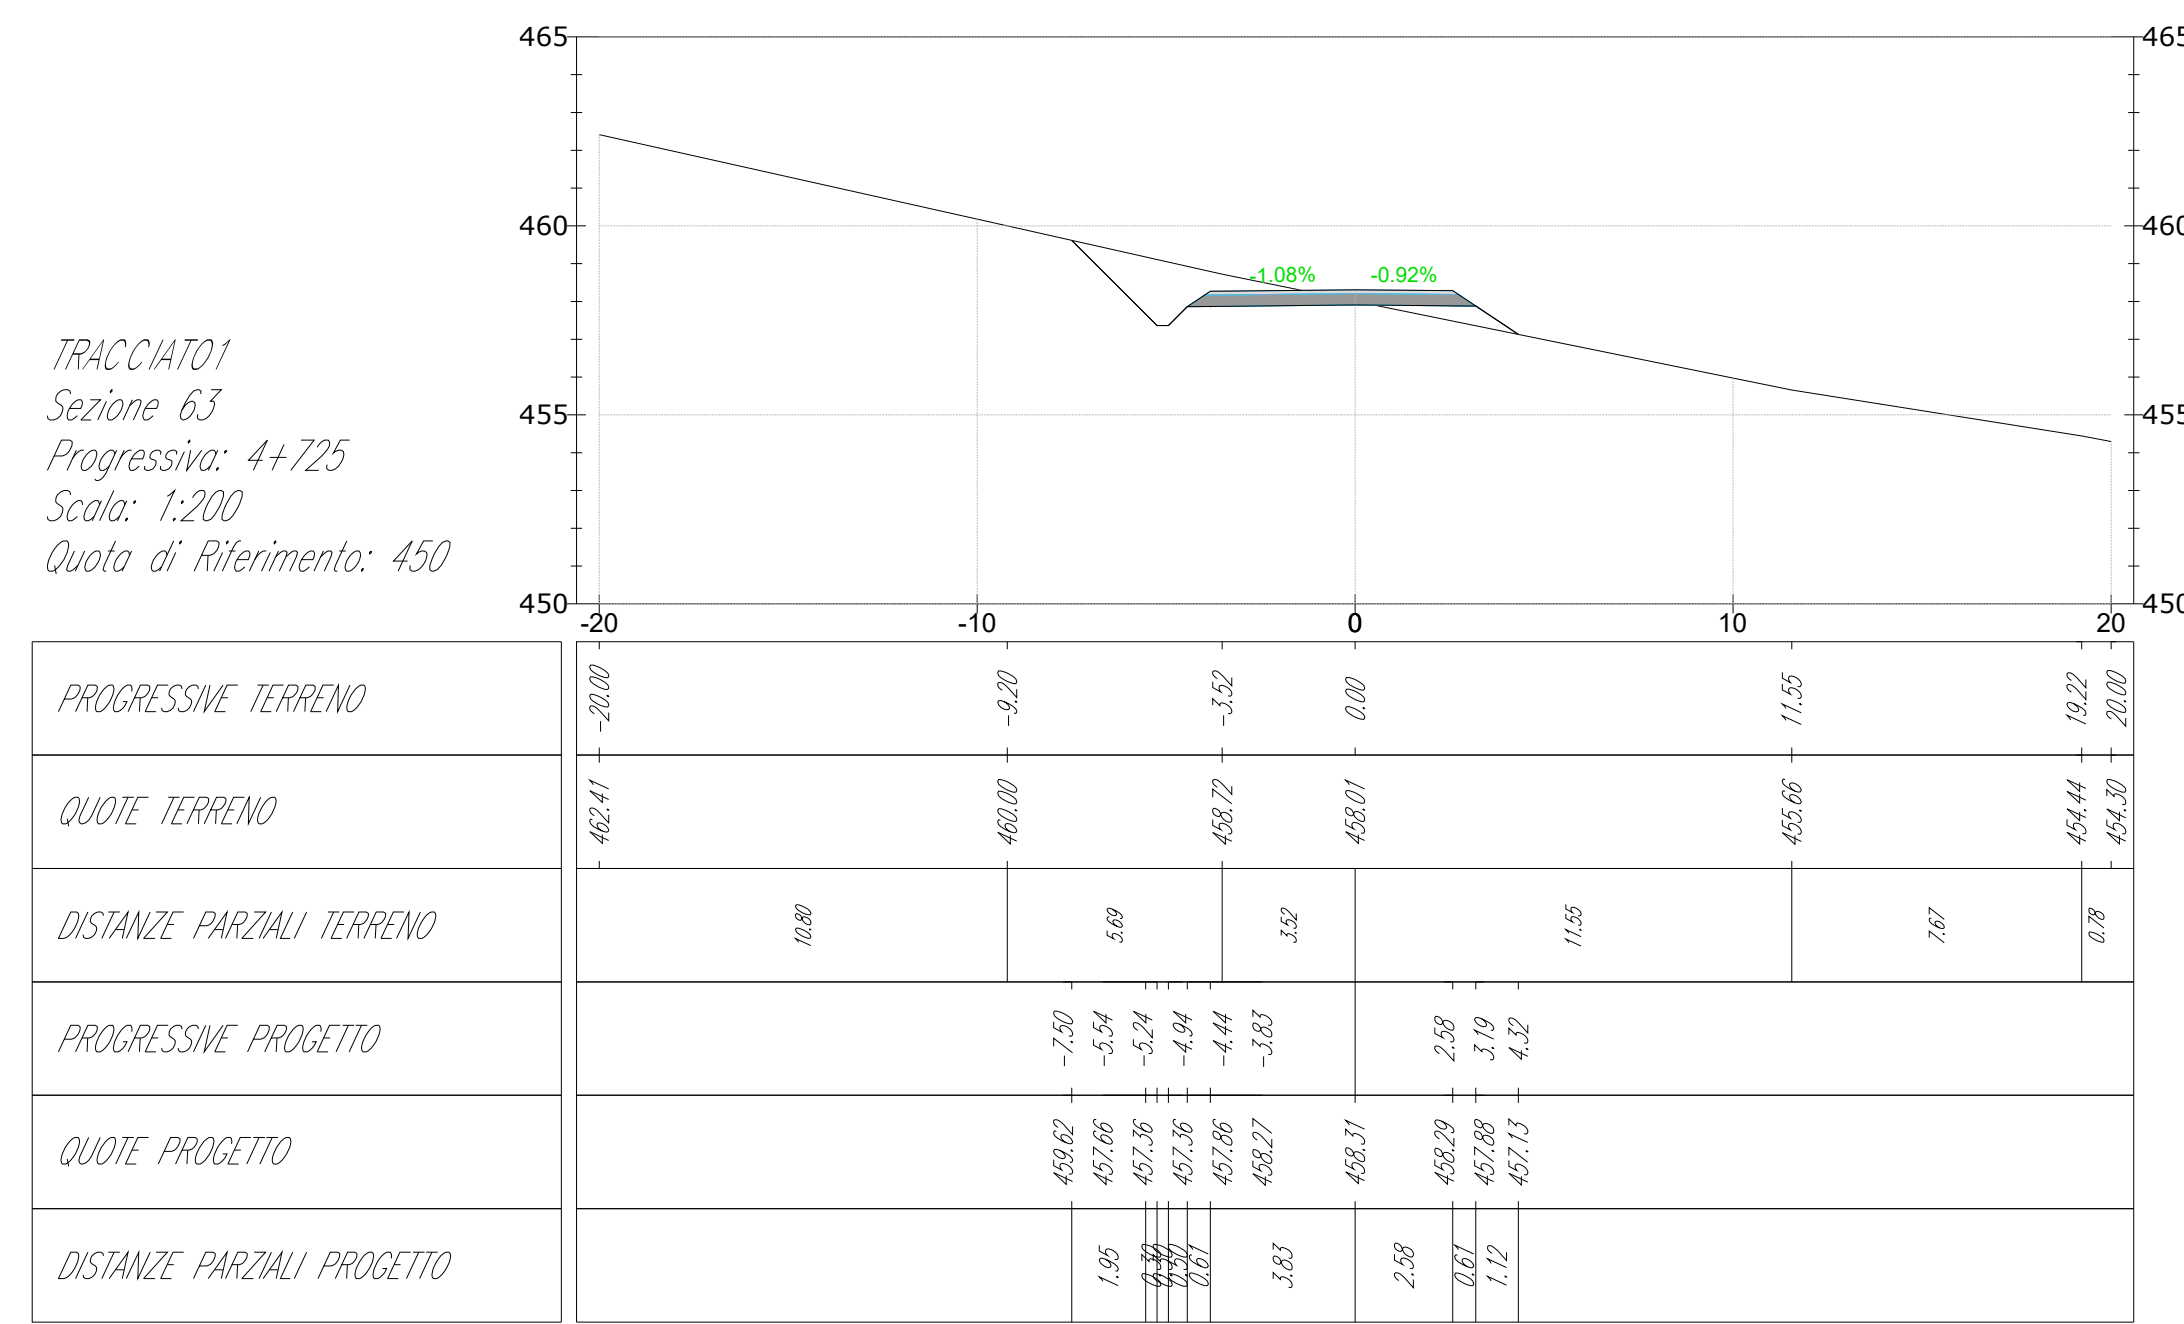 465 465
-1.08% -0.92%
460 460
455 455
450 450
-20 -10 0 10 20
TRACCIATO1
Sezione 63
Progressiva: 4+725
Scala: 1:200
Quota di Riferimento: 450
PROGRESSIVE TERRENO -20.00 -9.20 -3.52 0.00 11.55 19.22 20.00
QUOTE TERRENO 462.41 460.00 458.72 458.01 455.66 454.44 454.30
DISTANZE PARZIALI TERRENO 10.80 5.69 3.52 11.55 7.67 0.78
PROGRESSIVE PROGETTO -7.50 -5.54 -5.24 -4.94 -4.44 -3.83 2.58 3.19 4.32
QUOTE PROGETTO 459.62 457.66 457.36 457.36 457.86 458.27 458.31 458.29 457.88 457.13
DISTANZE PARZIALI PROGETTO 1.95 0.30 0.30 0.50 0.61 3.83 2.58 0.61 1.12